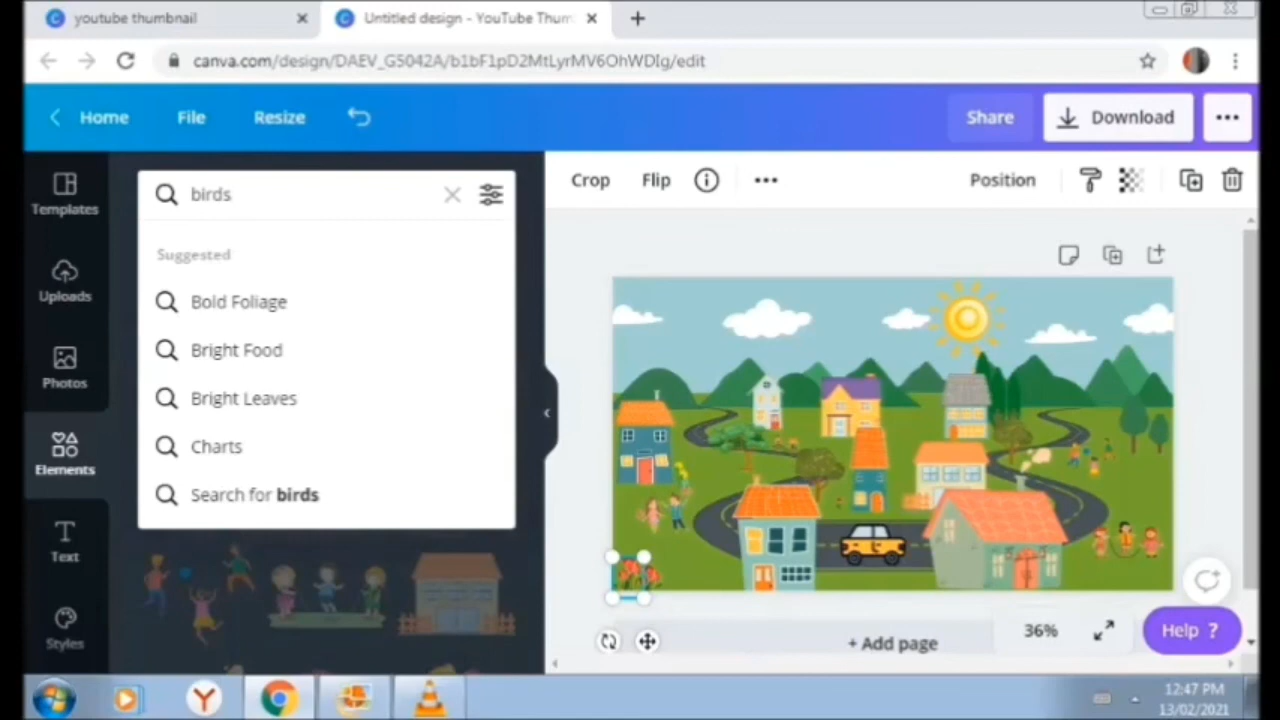 youtube thumbnail
Untitled design - YouTube Thum
canva.com/design/DAEV_G5042A/b1bF1pD2MtLyrMV6OhWDIg/edit
Home File Resize Share Download
birds
Crop Flip Position
Templates
Uploads
Photos
Elements
Text
Styles
Suggested
Bold Foliage
Bright Food
Bright Leaves
Charts
Search for birds
+ Add page
36%
Help ?
12:47 PM
13/02/2021